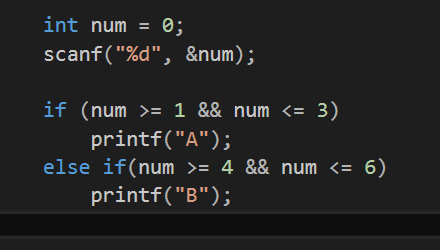 int num = 0;
scanf("%d", &num);
if (num >= 1 && num <= 3)
    printf("A");
else if(num >= 4 && num <= 6)
    printf("B");